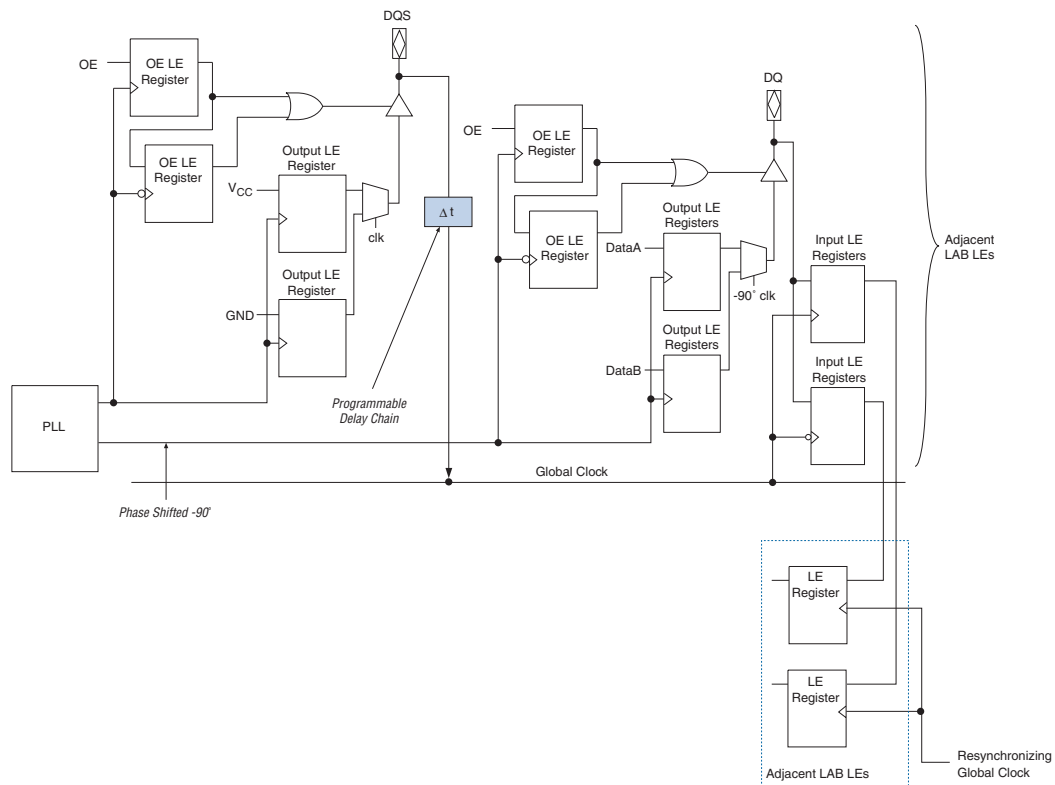 DQS
OE
OE LE
Register
OE LE
Register
Output LE
Register
VCC
clk
Δ t
Output LE
Register
GND
PLL
Programmable
Delay Chain
Phase Shifted -90˚
Global Clock
DQ
OE
OE LE
Register
OE LE
Register
Output LE
Registers
DataA
-90˚ clk
Output LE
Registers
DataB
Input LE
Registers
Input LE
Registers
Adjacent
LAB LEs
LE
Register
LE
Register
Adjacent LAB LEs
Resynchronizing
Global Clock